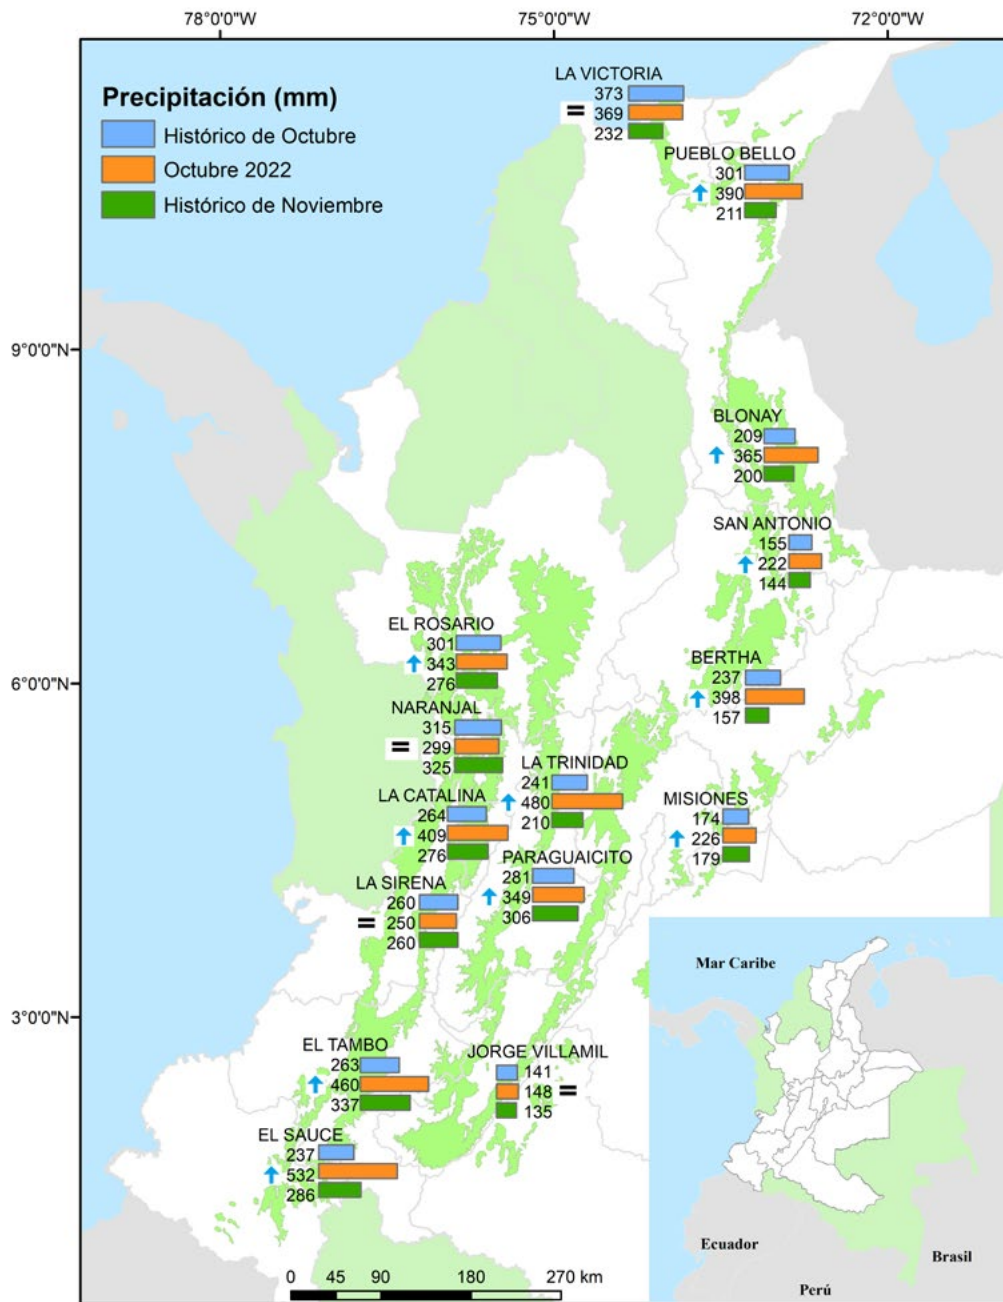 78°0'0"W
75°0'0"W
72°0'0"W
Precipitación (mm)
Histórico de Octubre
Octubre 2022
Histórico de Noviembre
LA VICTORIA
373
= 369
232
PUEBLO BELLO
301
390
211
9°0'0"N
BLONAY
209
365
200
SAN ANTONIO
155
222
144
EL ROSARIO
301
343
276
6°0'0"N
BERTHA
237
398
157
NARANJAL
315
= 299
325
LA TRINIDAD
241
480
210
LA CATALINA
264
409
276
MISIONES
174
226
179
PARAGUAICITO
281
349
306
LA SIRENA
260
= 250
260
3°0'0"N
EL TAMBO
263
460
337
JORGE VILLAMIL
141
148 =
135
EL SAUCE
237
532
286
0 45 90 180 270 km
Mar Caribe
Ecuador
Perú
Brasil